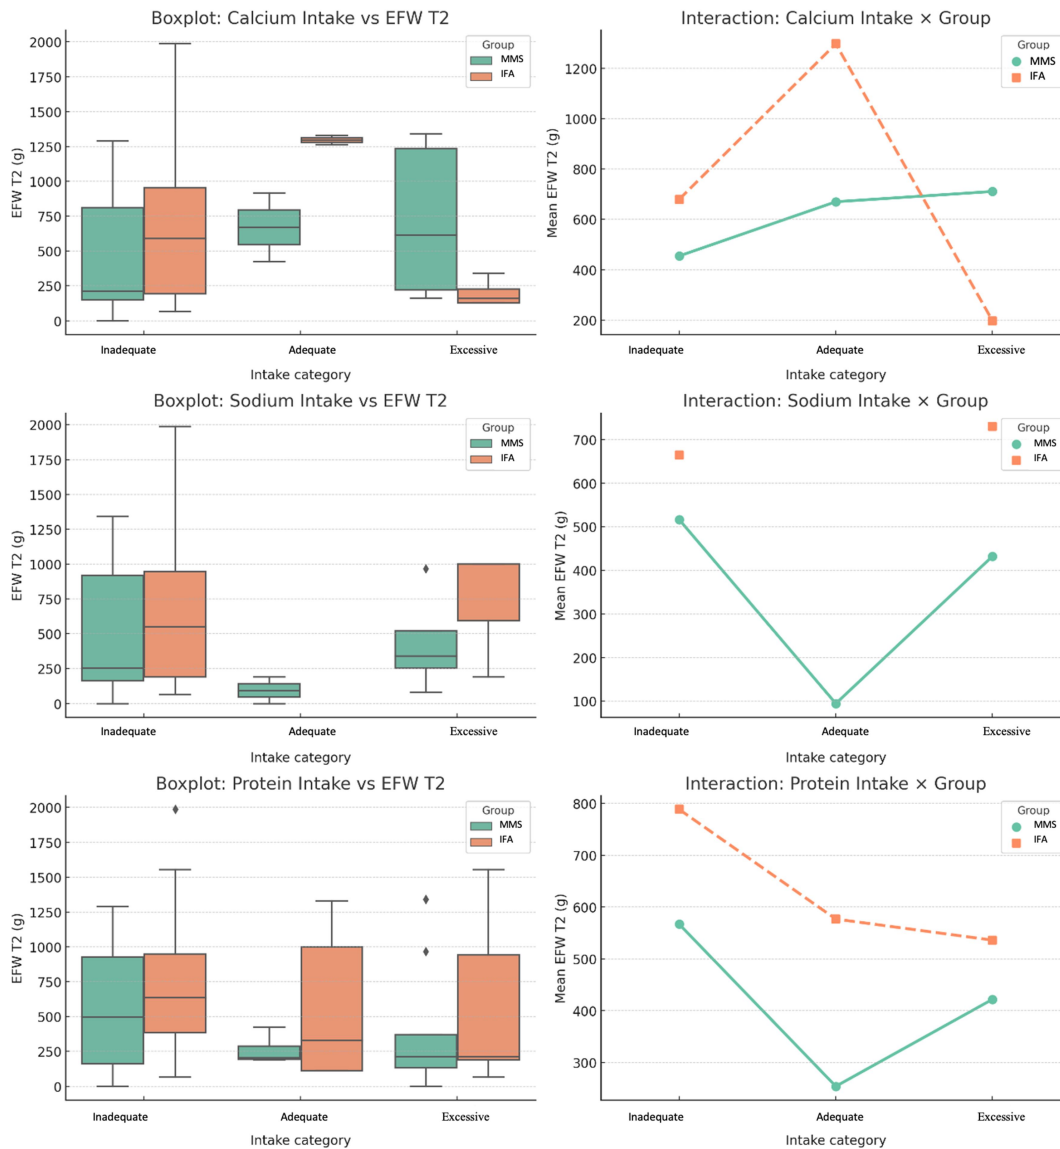 Boxplot: Calcium Intake vs EFW T2
2000
1750
1500
1250
1000
750
500
250
0
EFW T2 (g)
Group
MMS
IFA
Inadequate Adequate Excessive
Intake category
Interaction: Calcium Intake × Group
1200
1000
800
600
400
200
Mean EFW T2 (g)
Group
MMS
IFA
Inadequate Adequate Excessive
Intake category
Boxplot: Sodium Intake vs EFW T2
2000
1750
1500
1250
1000
750
500
250
0
EFW T2 (g)
Group
MMS
IFA
Inadequate Adequate Excessive
Intake category
Interaction: Sodium Intake × Group
700
600
500
400
300
200
100
Mean EFW T2 (g)
Group
MMS
IFA
Inadequate Adequate Excessive
Intake category
Boxplot: Protein Intake vs EFW T2
2000
1750
1500
1250
1000
750
500
250
0
EFW T2 (g)
Group
MMS
IFA
Inadequate Adequate Excessive
Intake category
Interaction: Protein Intake × Group
800
700
600
500
400
300
Mean EFW T2 (g)
Group
MMS
IFA
Inadequate Adequate Excessive
Intake category